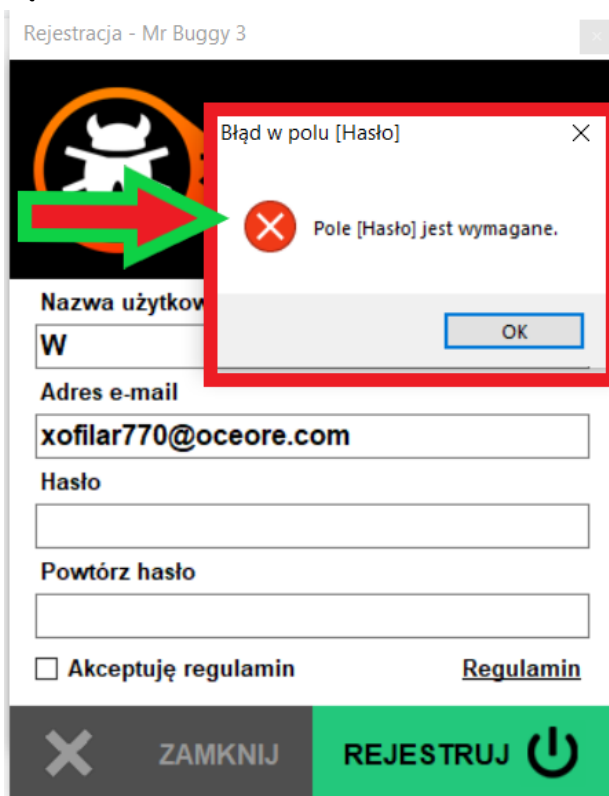 Rejestracja - Mr Buggy 3
Błąd w polu [Hasło]
Pole [Hasło] jest wymagane.
OK
Nazwa
W
Adres e-mail
xofilar770@oceore.com
Hasło
Powtórz hasło
Akceptuję regulamin
Regulamin
ZAMKNIJ
REJESTRUJ